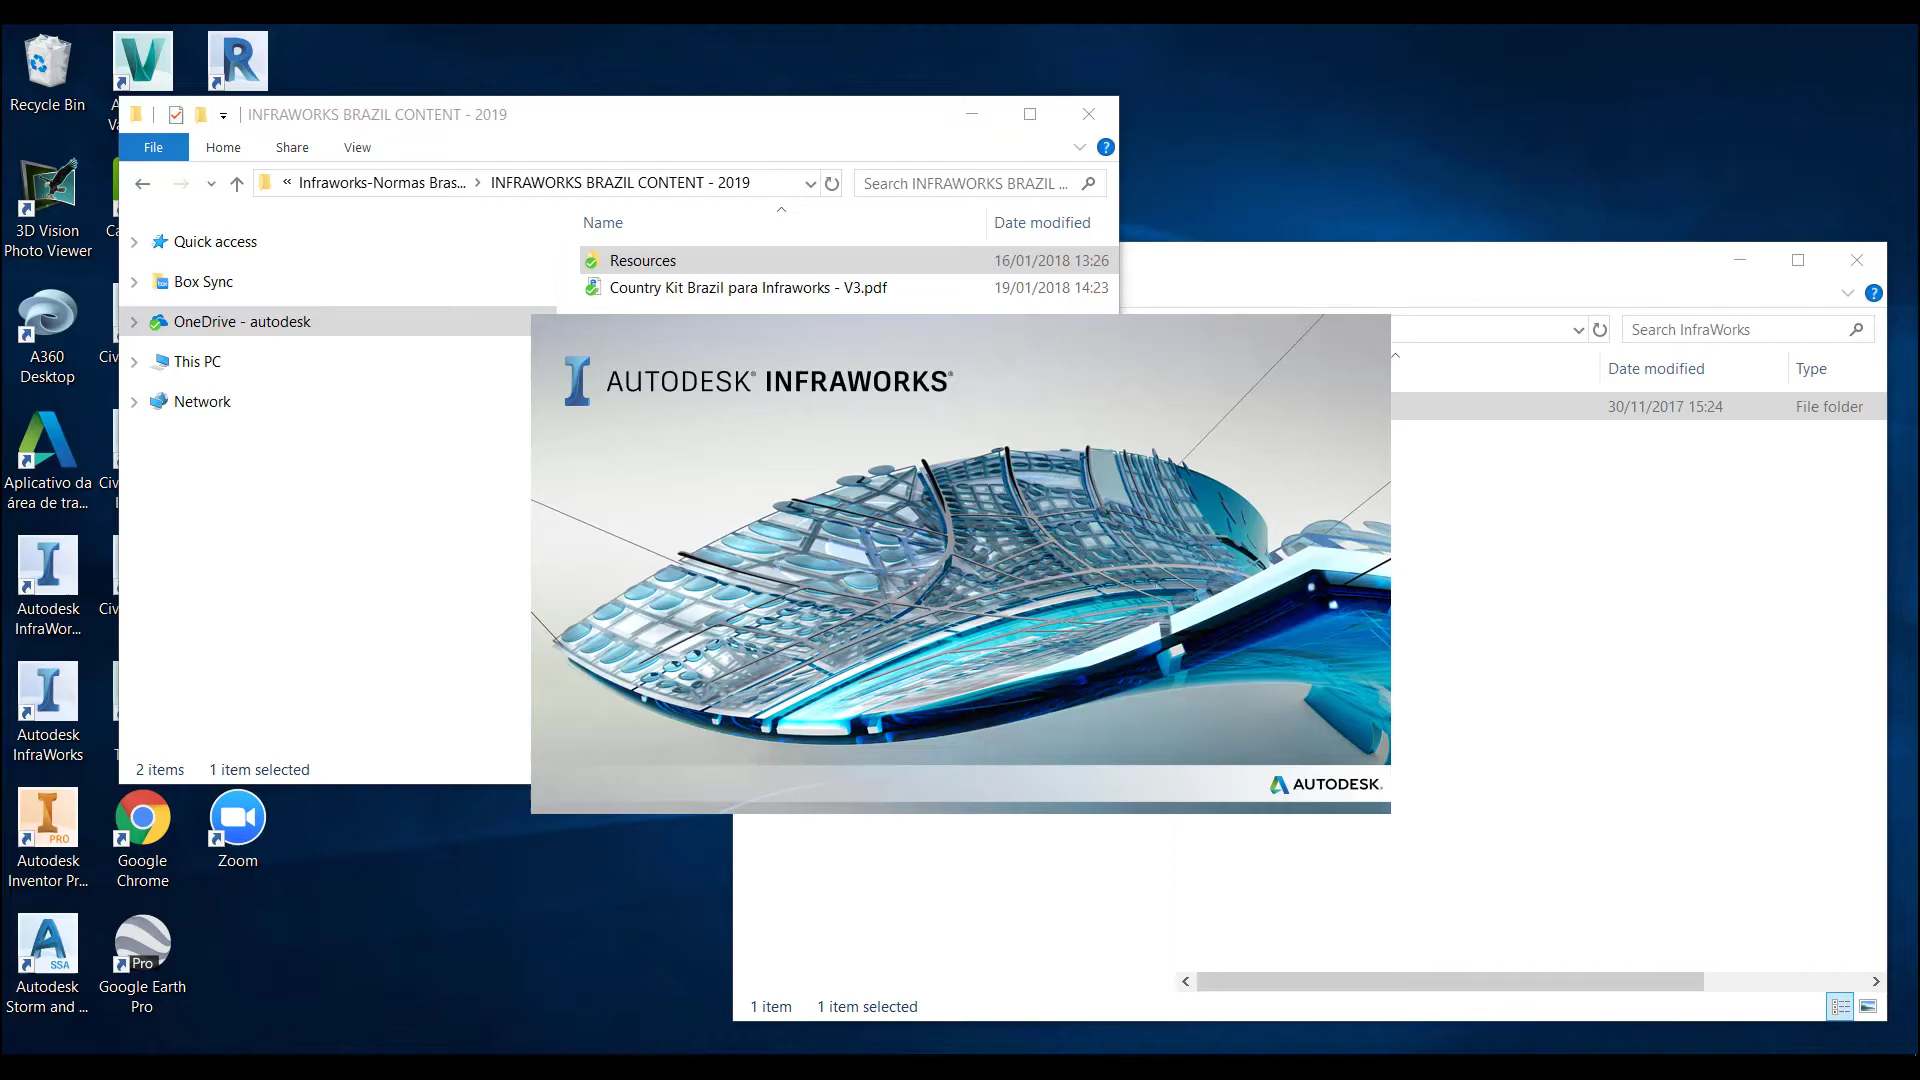 Recycle Bin
INFRAWORKS BRAZIL CONTENT - 2019
File
Home
Share
View
?
« Infraworks-Normas Bras... > INFRAWORKS BRAZIL CONTENT - 2019
Search INFRAWORKS BRAZIL ...
Name
Date modified
Quick access
Resources
16/01/2018 13:26
Box Sync
Country Kit Brazil para Infraworks - V3.pdf
19/01/2018 14:23
OneDrive - autodesk
This PC
Network
2 items
1 item selected
3D Vision
Photo Viewer
A360
Desktop
Aplicativo da
área de tra...
Autodesk
InfraWor...
Autodesk
InfraWorks
PRO
Autodesk
Inventor Pr...
Google
Chrome
Zoom
SSA
Autodesk
Storm and ...
Pro
Google Earth
Pro
Civ
Civ
Civ
AUTODESK® INFRAWORKS®
AUTODESK.
?
Search InfraWorks
Date modified
Type
30/11/2017 15:24
File folder
1 item
1 item selected